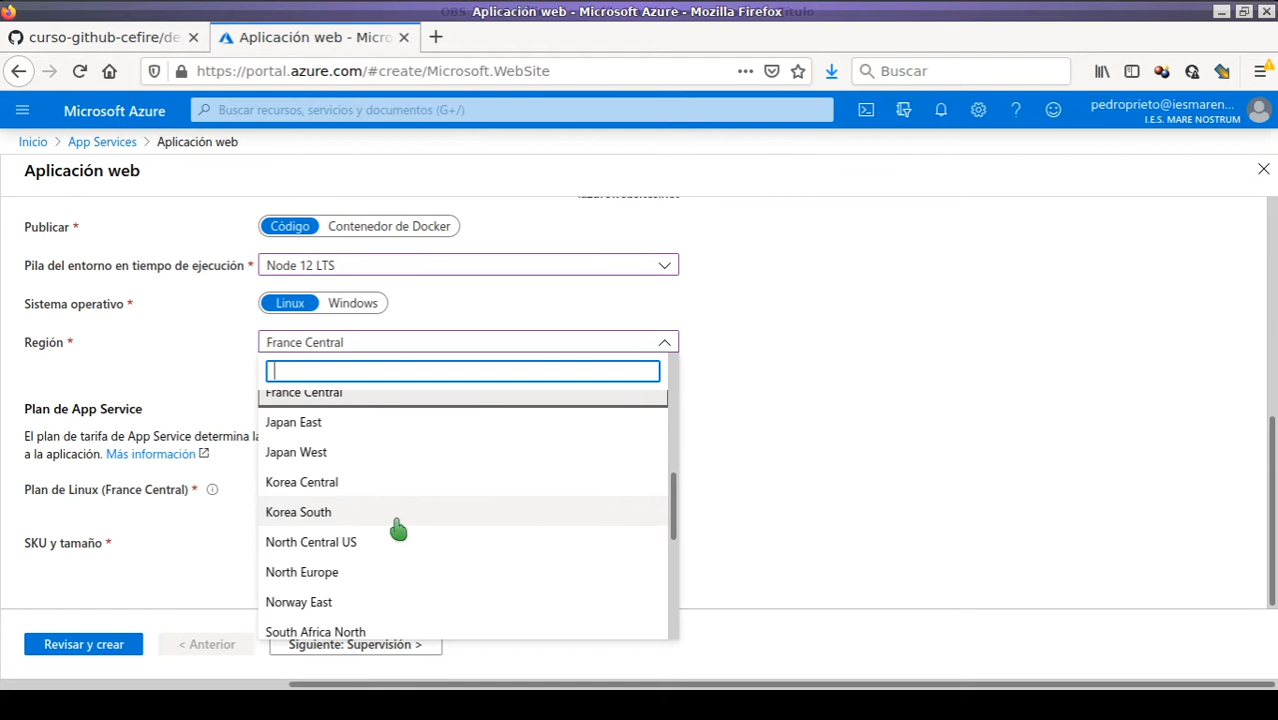 Aplicación web - Microsoft Azure - Mozilla Firefox
curso-github-cefire/de
Aplicación web - Micro
https://portal.azure.com/#create/Microsoft.WebSite
Buscar
Microsoft Azure
Buscar recursos, servicios y documentos (G+/)
pedroprieto@iesmaren...
I.E.S. MARE NOSTRUM
Inicio > App Services > Aplicación web
Aplicación web
Publicar *
Código
Contenedor de Docker
Pila del entorno en tiempo de ejecución *
Node 12 LTS
Sistema operativo *
Linux
Windows
Región *
France Central
France Central
Japan East
Japan West
Korea Central
Korea South
North Central US
North Europe
Norway East
South Africa North
Plan de App Service
El plan de tarifa de App Service determina la
a la aplicación. Más información
Plan de Linux (France Central) *
SKU y tamaño *
Revisar y crear
< Anterior
Siguiente: Supervisión >